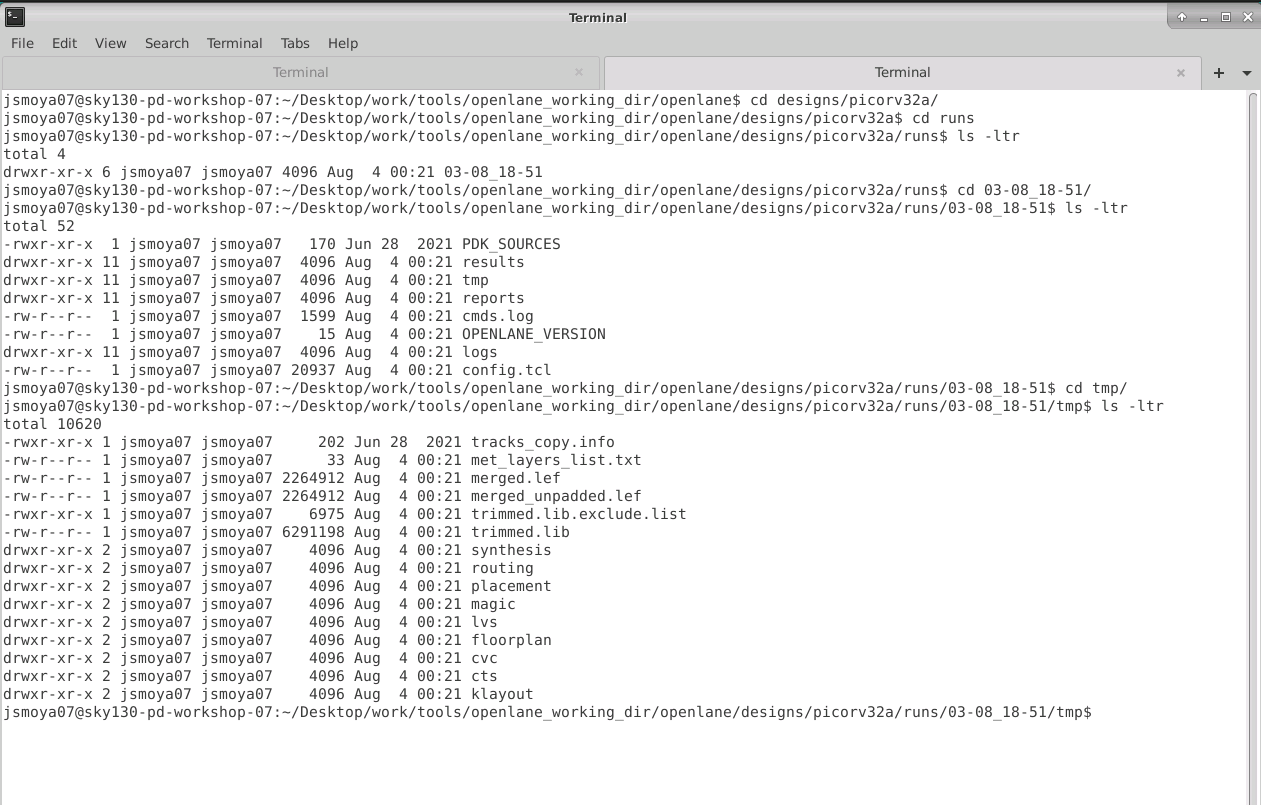 Terminal
File Edit View Search Terminal Tabs Help
Terminal × Terminal ×
jsmoya07@sky130-pd-workshop-07:~/Desktop/work/tools/openlane_working_dir/openlane$ cd designs/picorv32a/
jsmoya07@sky130-pd-workshop-07:~/Desktop/work/tools/openlane_working_dir/openlane/designs/picorv32a$ cd runs
jsmoya07@sky130-pd-workshop-07:~/Desktop/work/tools/openlane_working_dir/openlane/designs/picorv32a/runs$ ls -ltr
total 4
drwxr-xr-x 6 jsmoya07 jsmoya07 4096 Aug  4 00:21 03-08_18-51
jsmoya07@sky130-pd-workshop-07:~/Desktop/work/tools/openlane_working_dir/openlane/designs/picorv32a/runs$ cd 03-08_18-51/
jsmoya07@sky130-pd-workshop-07:~/Desktop/work/tools/openlane_working_dir/openlane/designs/picorv32a/runs/03-08_18-51$ ls -ltr
total 52
-rwxr-xr-x  1 jsmoya07 jsmoya07   170 Jun 28  2021 PDK_SOURCES
drwxr-xr-x 11 jsmoya07 jsmoya07  4096 Aug  4 00:21 results
drwxr-xr-x 11 jsmoya07 jsmoya07  4096 Aug  4 00:21 tmp
drwxr-xr-x 11 jsmoya07 jsmoya07  4096 Aug  4 00:21 reports
-rw-r--r--  1 jsmoya07 jsmoya07  1599 Aug  4 00:21 cmds.log
-rw-r--r--  1 jsmoya07 jsmoya07    15 Aug  4 00:21 OPENLANE_VERSION
drwxr-xr-x 11 jsmoya07 jsmoya07  4096 Aug  4 00:21 logs
-rw-r--r--  1 jsmoya07 jsmoya07 20937 Aug  4 00:21 config.tcl
jsmoya07@sky130-pd-workshop-07:~/Desktop/work/tools/openlane_working_dir/openlane/designs/picorv32a/runs/03-08_18-51$ cd tmp/
jsmoya07@sky130-pd-workshop-07:~/Desktop/work/tools/openlane_working_dir/openlane/designs/picorv32a/runs/03-08_18-51/tmp$ ls -ltr
total 10620
-rwxr-xr-x 1 jsmoya07 jsmoya07     202 Jun 28  2021 tracks_copy.info
-rw-r--r-- 1 jsmoya07 jsmoya07      33 Aug  4 00:21 met_layers_list.txt
-rw-r--r-- 1 jsmoya07 jsmoya07 2264912 Aug  4 00:21 merged.lef
-rw-r--r-- 1 jsmoya07 jsmoya07 2264912 Aug  4 00:21 merged_unpadded.lef
-rwxr-xr-x 1 jsmoya07 jsmoya07    6975 Aug  4 00:21 trimmed.lib.exclude.list
-rw-r--r-- 1 jsmoya07 jsmoya07 6291198 Aug  4 00:21 trimmed.lib
drwxr-xr-x 2 jsmoya07 jsmoya07    4096 Aug  4 00:21 synthesis
drwxr-xr-x 2 jsmoya07 jsmoya07    4096 Aug  4 00:21 routing
drwxr-xr-x 2 jsmoya07 jsmoya07    4096 Aug  4 00:21 placement
drwxr-xr-x 2 jsmoya07 jsmoya07    4096 Aug  4 00:21 magic
drwxr-xr-x 2 jsmoya07 jsmoya07    4096 Aug  4 00:21 lvs
drwxr-xr-x 2 jsmoya07 jsmoya07    4096 Aug  4 00:21 floorplan
drwxr-xr-x 2 jsmoya07 jsmoya07    4096 Aug  4 00:21 cvc
drwxr-xr-x 2 jsmoya07 jsmoya07    4096 Aug  4 00:21 cts
drwxr-xr-x 2 jsmoya07 jsmoya07    4096 Aug  4 00:21 klayout
jsmoya07@sky130-pd-workshop-07:~/Desktop/work/tools/openlane_working_dir/openlane/designs/picorv32a/runs/03-08_18-51/tmp$